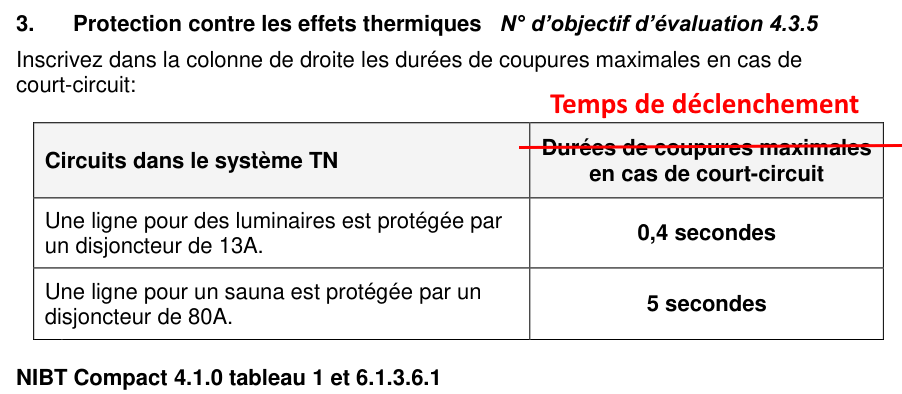 3. Protection contre les effets thermiques N° d'objectif d'évaluation 4.3.5
Inscrivez dans la colonne de droite les durées de coupures maximales en cas de
court-circuit:
Temps de déclenchement
Circuits dans le système TN
Durées de coupures maximales
en cas de court-circuit
Une ligne pour des luminaires est protégée par
un disjoncteur de 13A.
0,4 secondes
Une ligne pour un sauna est protégée par un
disjoncteur de 80A.
5 secondes
NIBT Compact 4.1.0 tableau 1 et 6.1.3.6.1